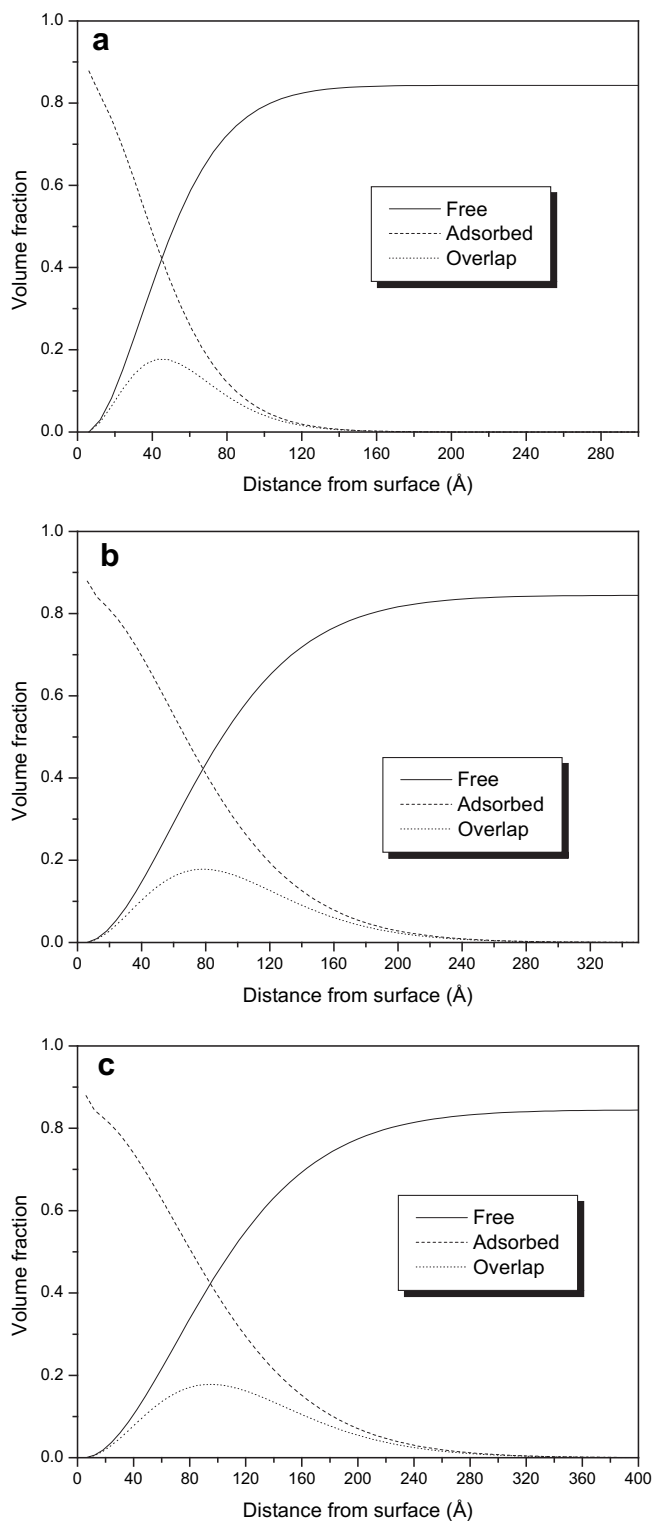 a
1.0
0.8
0.6
0.4
0.2
0.0
Volume fraction
Free
Adsorbed
Overlap
0 40 80 120 160 200 240 280
Distance from surface (Å)
b
1.0
0.8
0.6
0.4
0.2
0.0
Volume fraction
Free
Adsorbed
Overlap
0 40 80 120 160 200 240 280 320
Distance from surface (Å)
c
1.0
0.8
0.6
0.4
0.2
0.0
Volume fraction
Free
Adsorbed
Overlap
0 40 80 120 160 200 240 280 320 360 400
Distance from surface (Å)